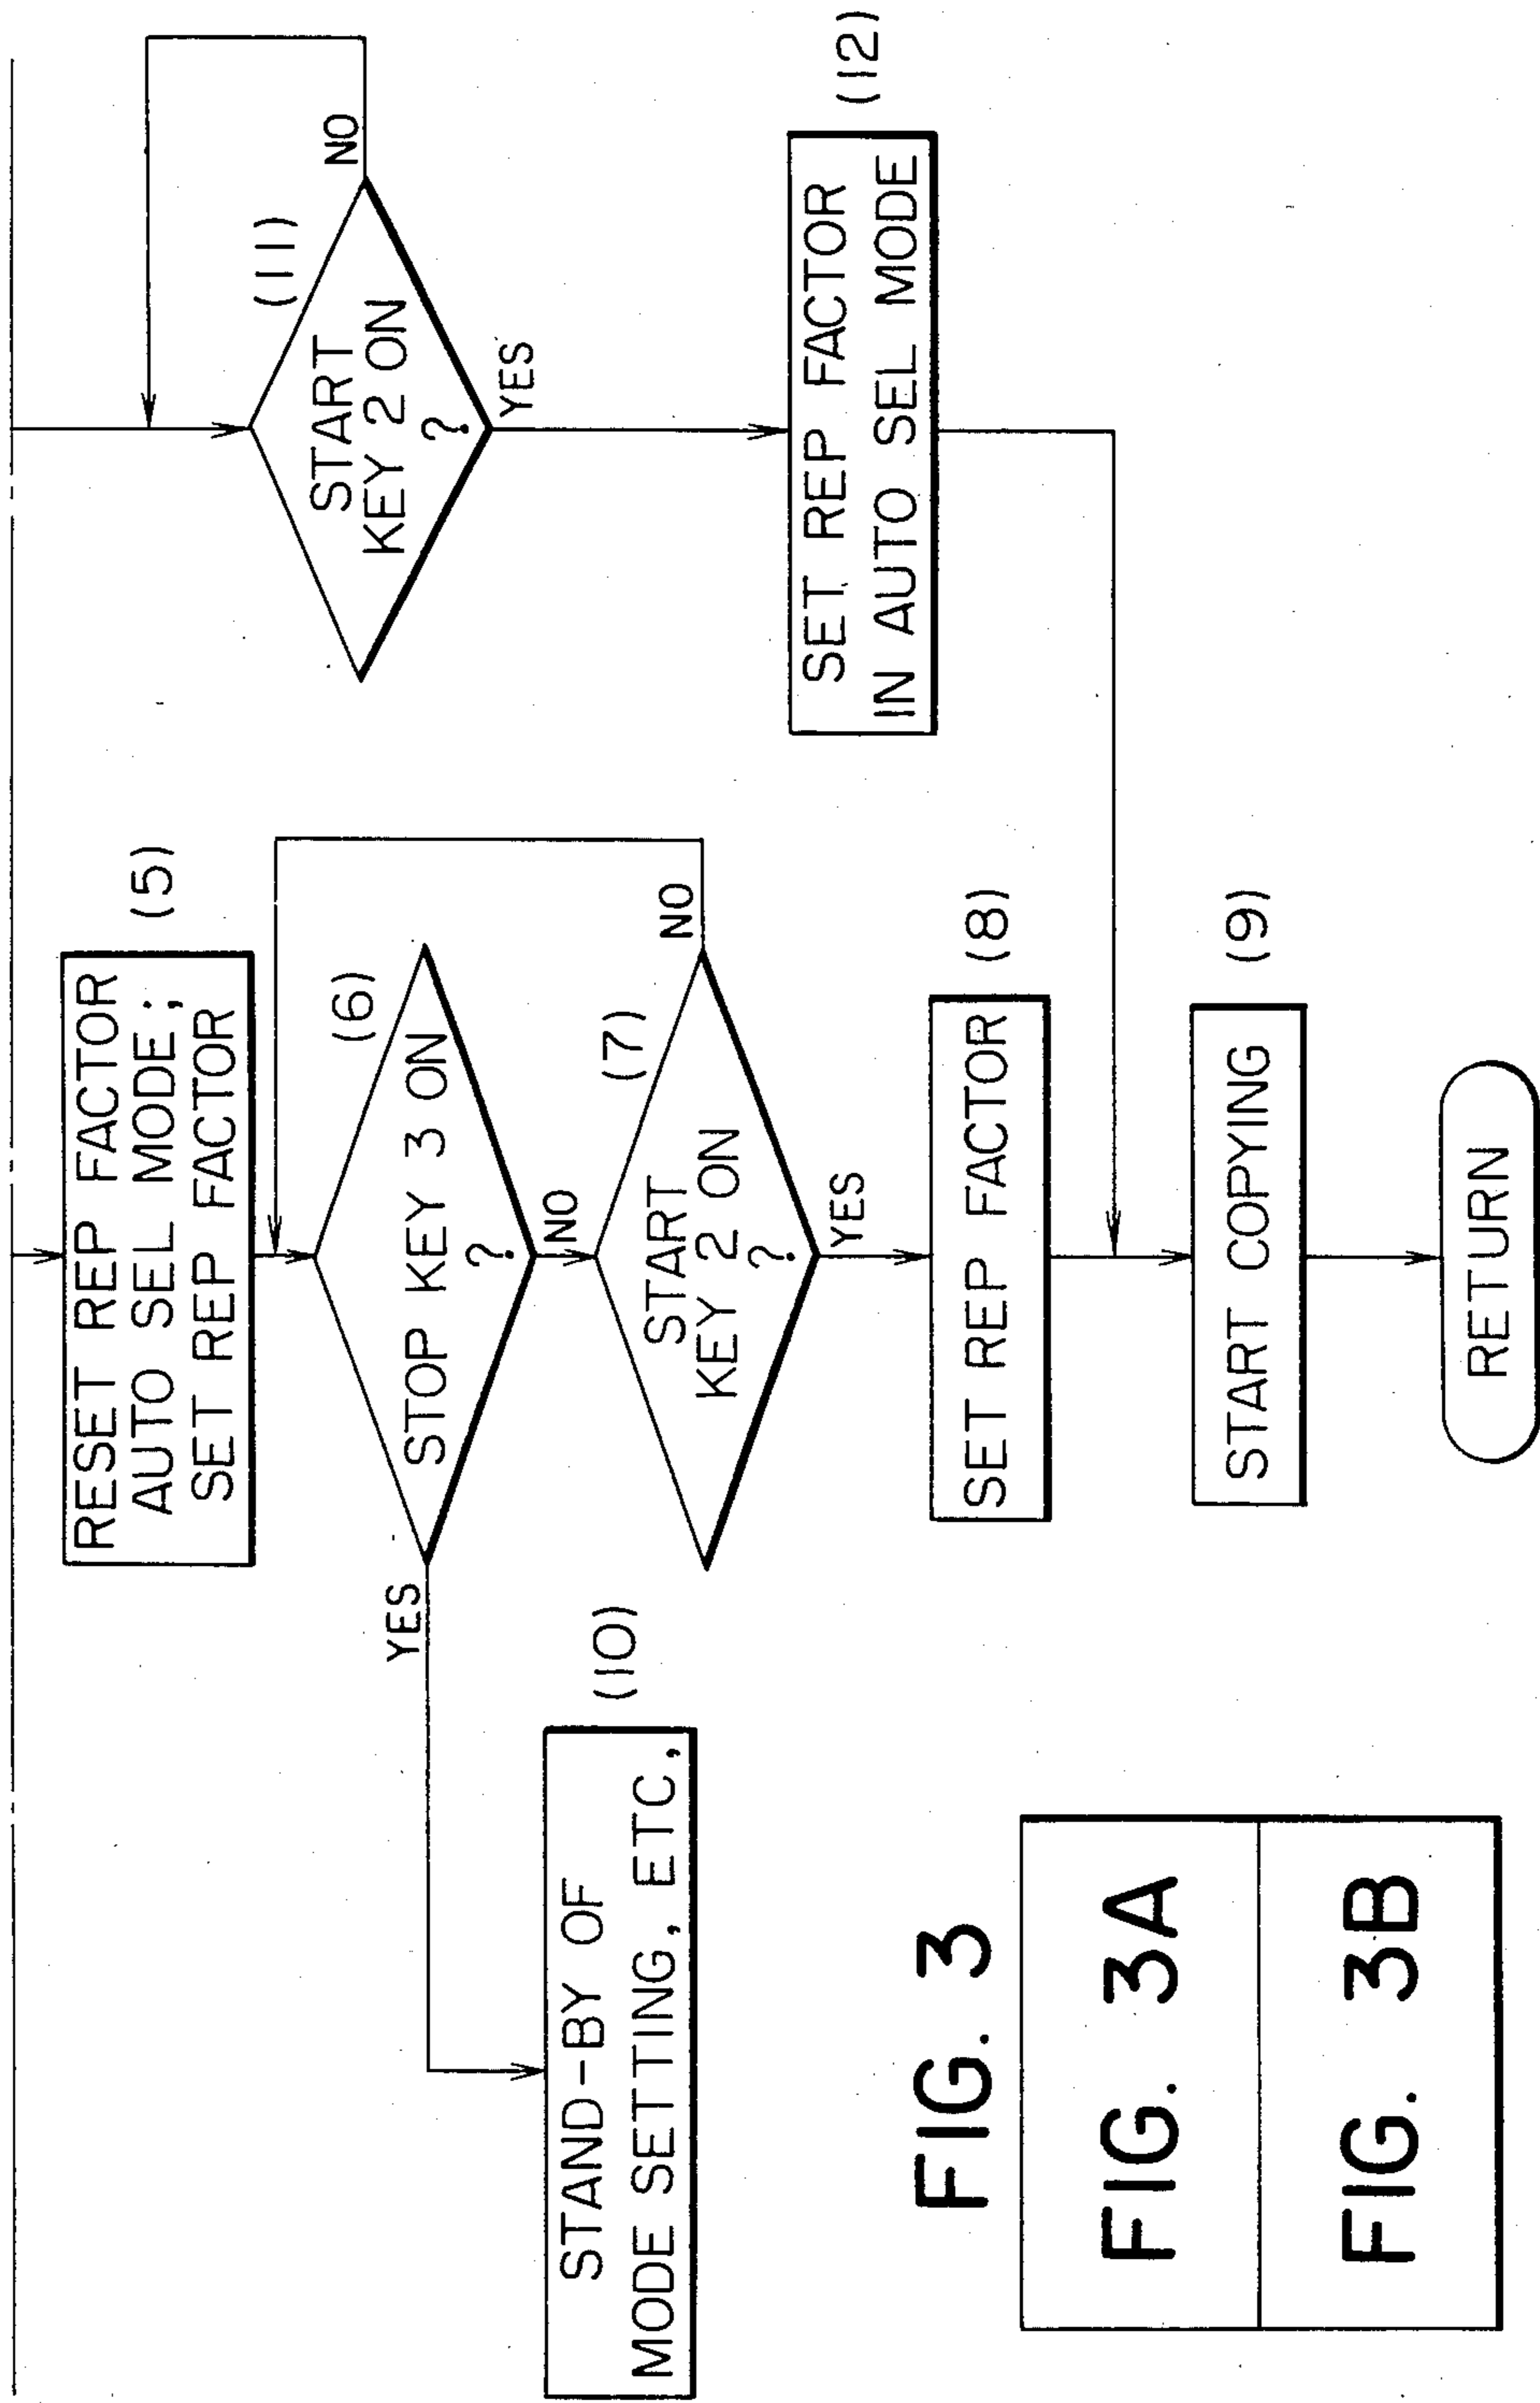 RESET REP FACTOR
AUTO SEL MODE;
SET REP FACTOR
(5)
STOP KEY 3 ON
?
(6)
YES
NO
STAND-BY OF
MODE SETTING, ETC,
(10)
START
KEY 2 ON
?
(7)
NO
YES
SET REP FACTOR
(8)
START COPYING
(9)
RETURN
START
KEY 2 ON
?
(11)
NO
YES
SET REP FACTOR
IN AUTO SEL MODE
(12)
FIG. 3
FIG. 3A
FIG. 3B